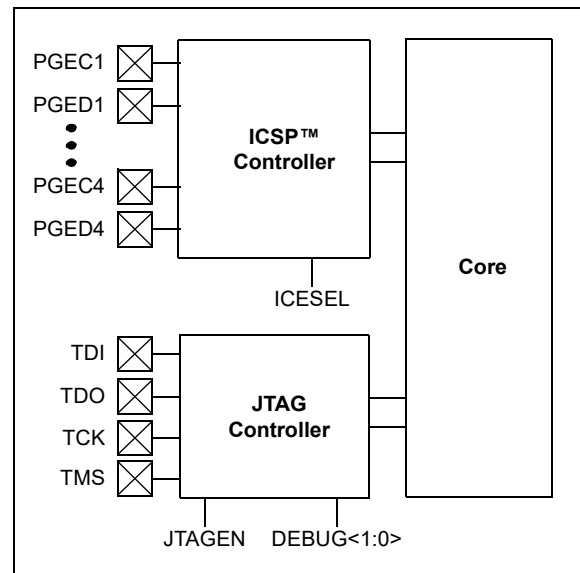 PGEC1
PGED1
PGEC4
PGED4
ICSP™
Controller
ICESEL
Core
TDI
TDO
TCK
TMS
JTAG
Controller
JTAGEN
DEBUG<1:0>